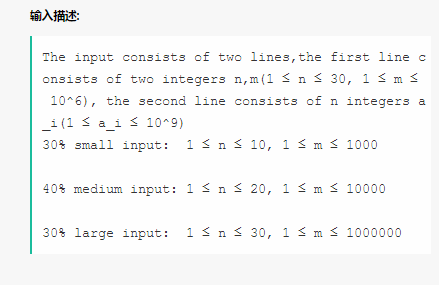 输入描述:
The input consists of two lines,the first line c
onsists of two integers n,m(1 ≤ n ≤ 30, 1 ≤ m ≤
10^6), the second line consists of n integers a
_i(1 ≤ a_i ≤ 10^9)
30% small input:  1 ≤ n ≤ 10, 1 ≤ m ≤ 1000
40% medium input: 1 ≤ n ≤ 20, 1 ≤ m ≤ 10000
30% large input:  1 ≤ n ≤ 30, 1 ≤ m ≤ 1000000